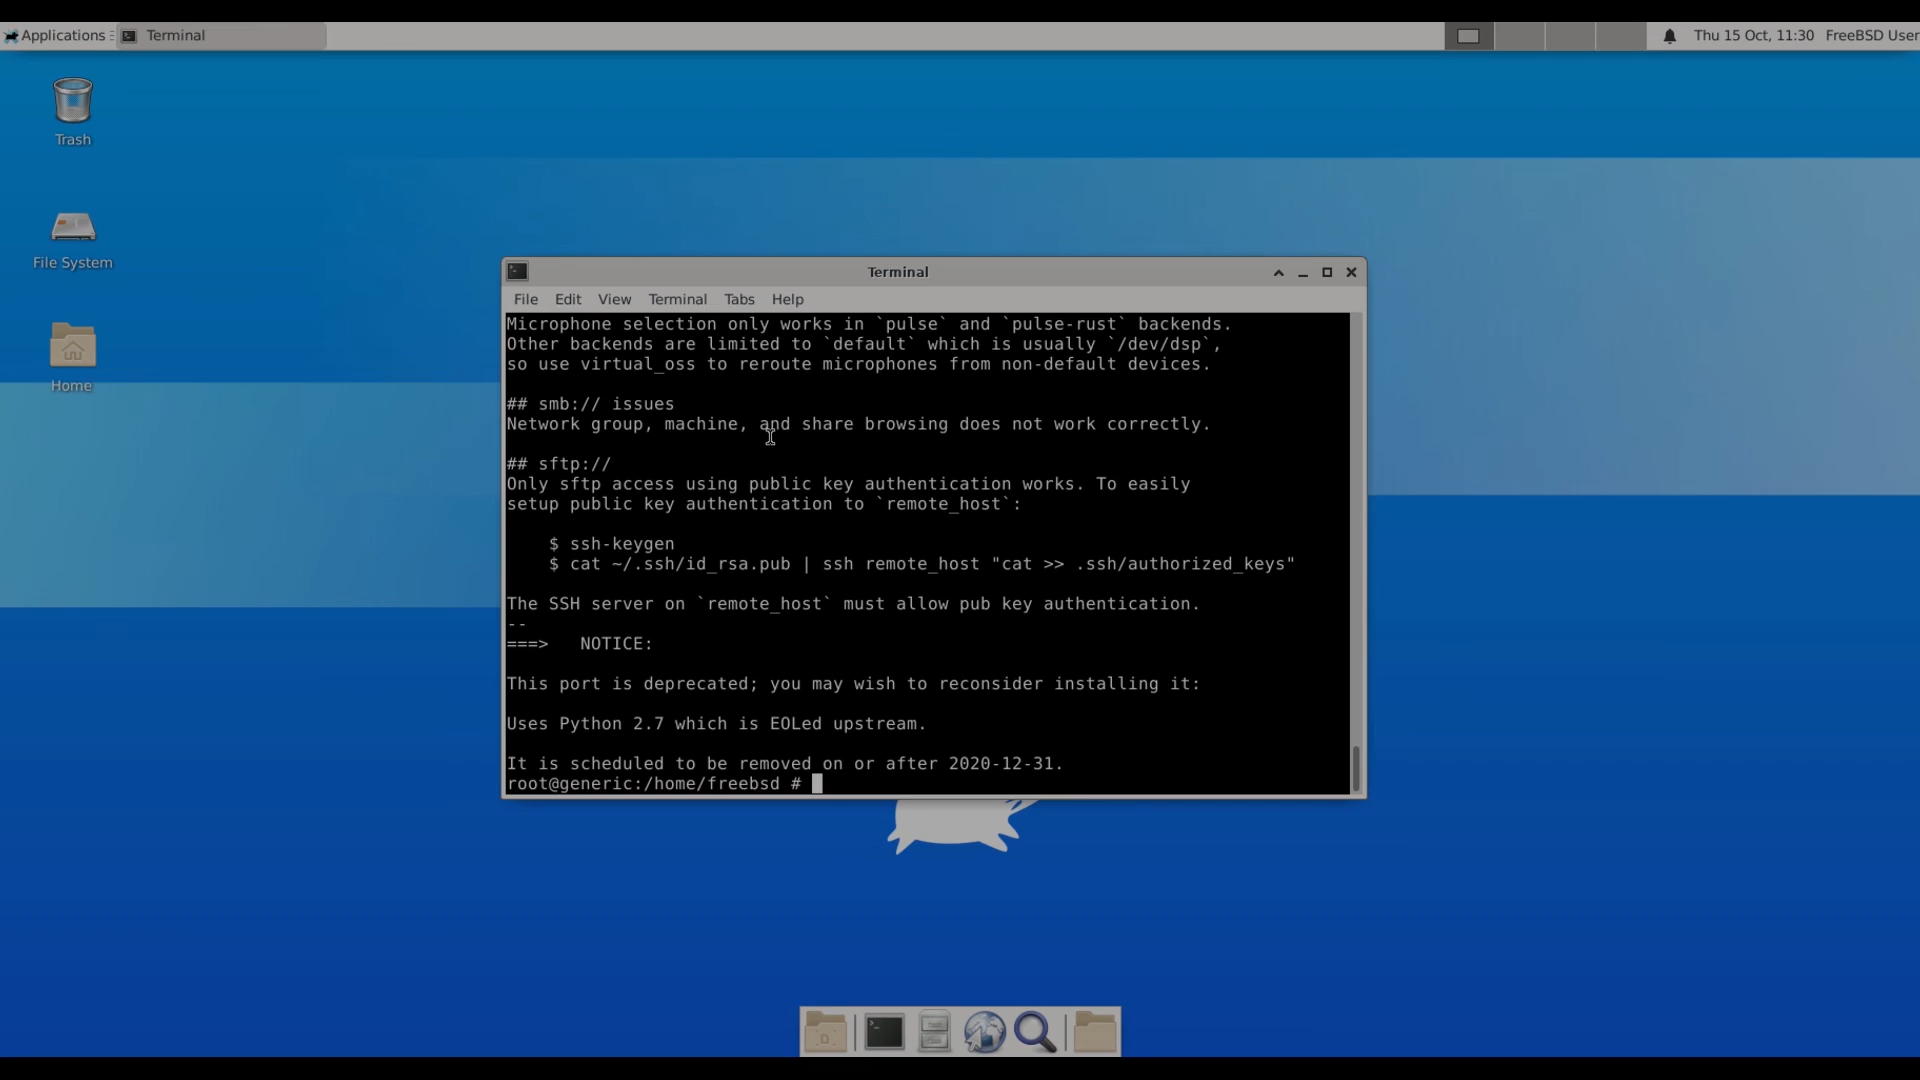 Applications
Terminal
Thu 15 Oct, 11:30
FreeBSD User
Trash
File System
Home
Terminal
File Edit View Terminal Tabs Help
Microphone selection only works in `pulse` and `pulse-rust` backends.
Other backends are limited to `default` which is usually `/dev/dsp`,
so use virtual_oss to reroute microphones from non-default devices.
## smb:// issues
Network group, machine, and share browsing does not work correctly.
## sftp://
Only sftp access using public key authentication works. To easily
setup public key authentication to `remote_host`:
$ ssh-keygen
$ cat ~/.ssh/id_rsa.pub | ssh remote_host "cat >> .ssh/authorized_keys"
The SSH server on `remote_host` must allow pub key authentication.
--
===>   NOTICE:
This port is deprecated; you may wish to reconsider installing it:
Uses Python 2.7 which is EOLed upstream.
It is scheduled to be removed on or after 2020-12-31.
root@generic:/home/freebsd #